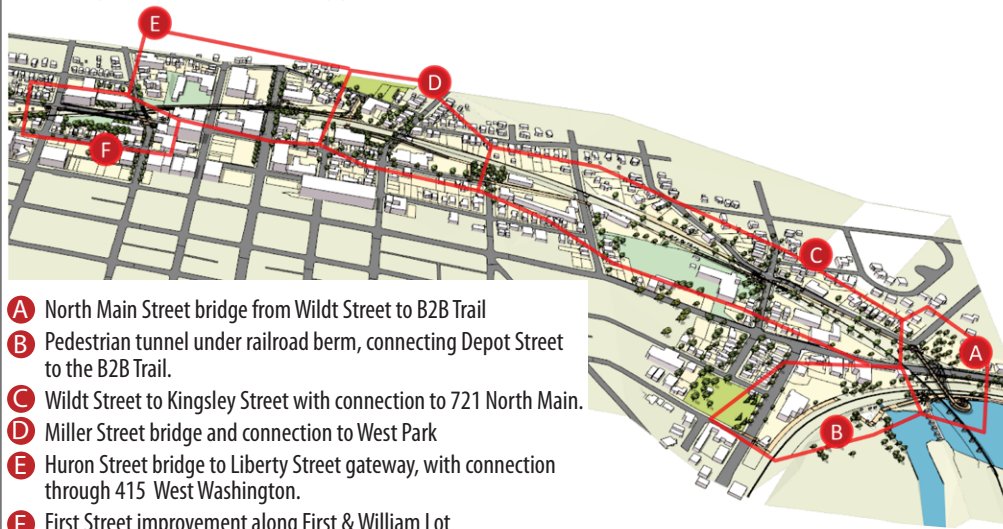 E
D
F
C
A
B
A North Main Street bridge from Wildt Street to B2B Trail
B Pedestrian tunnel under railroad berm, connecting Depot Street
to the B2B Trail.
C Wildt Street to Kingsley Street with connection to 721 North Main.
D Miller Street bridge and connection to West Park
E Huron Street bridge to Liberty Street gateway, with connection
through 415 West Washington.
F First Street improvement along First & William Lot